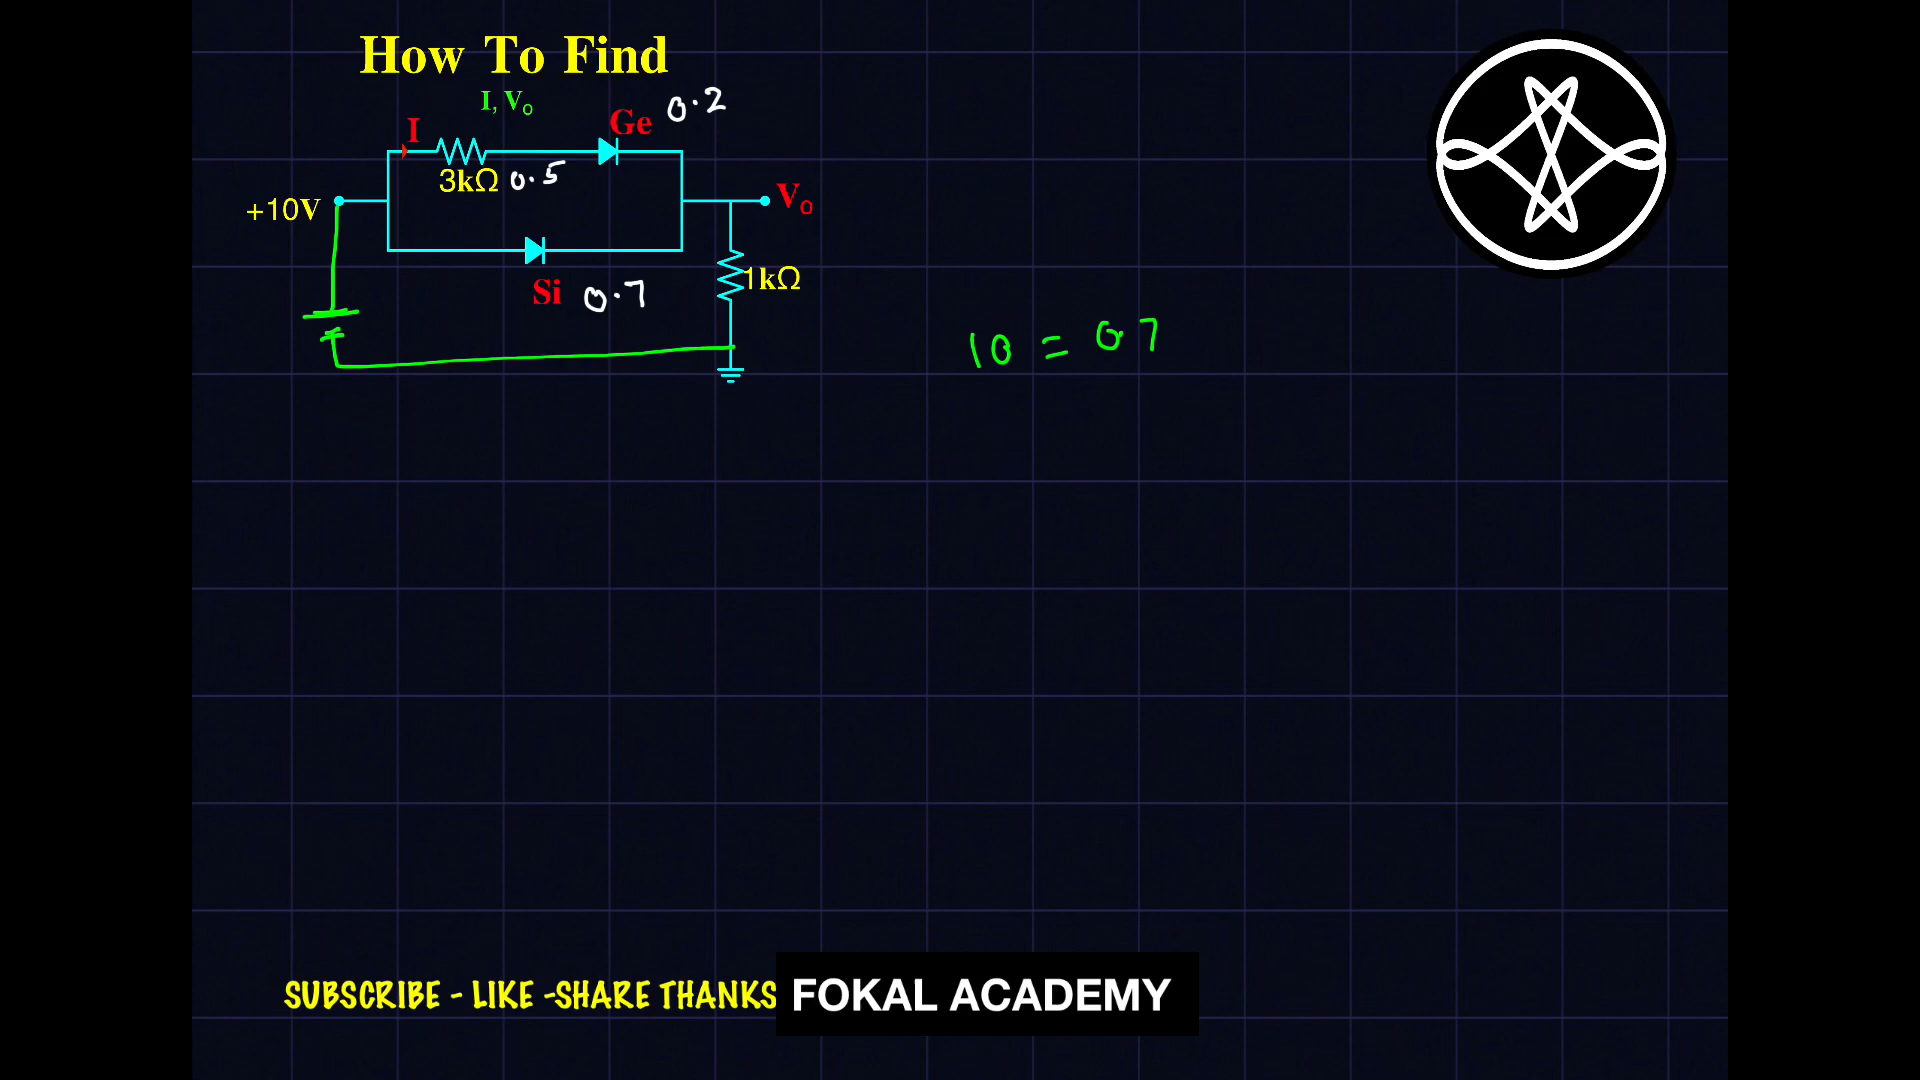 How To Find
I, Vo
I
Ge 0.2
3kΩ 0.5
+10V
Vo
Si 0.7
1kΩ
10 = 0.7
SUBSCRIBE - LIKE -SHARE THANKS
FOKAL ACADEMY